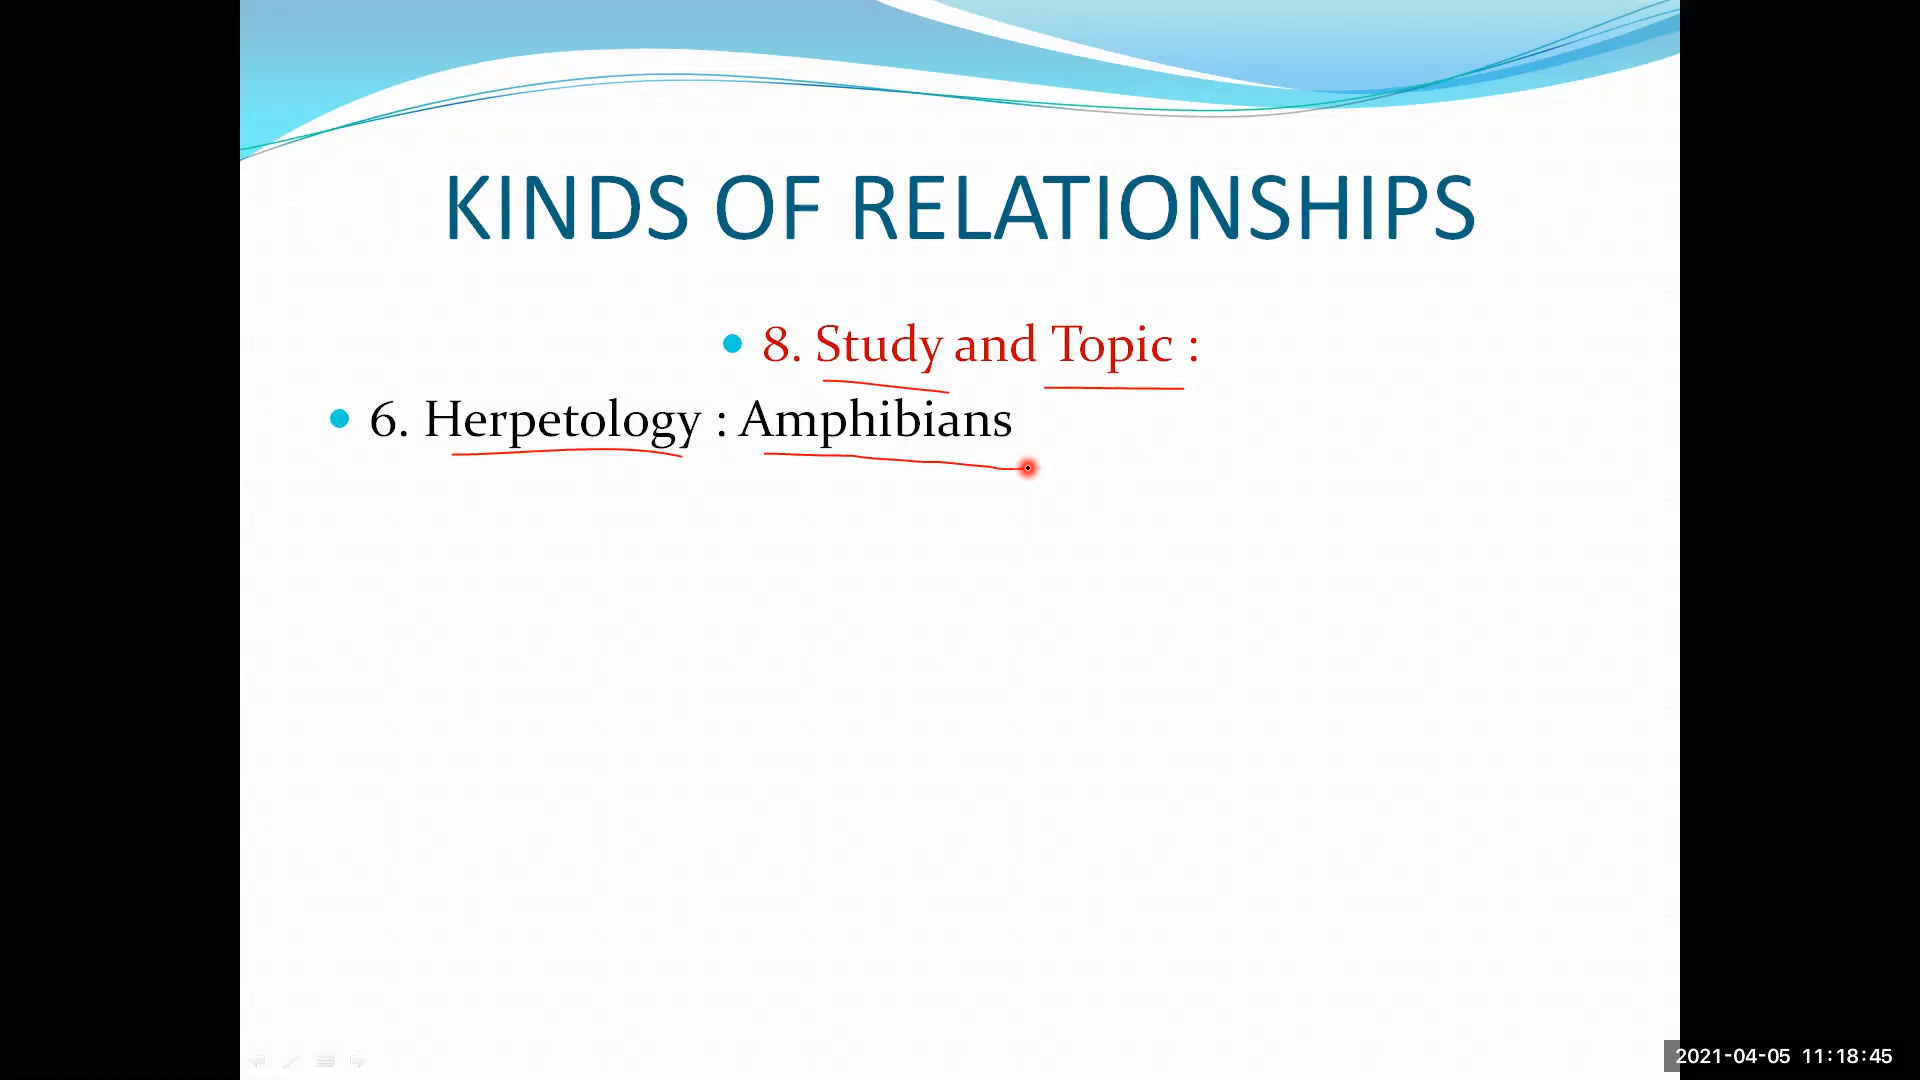 KINDS OF RELATIONSHIPS
8. Study and Topic :
6. Herpetology : Amphibians
2021-04-05 11:18:45